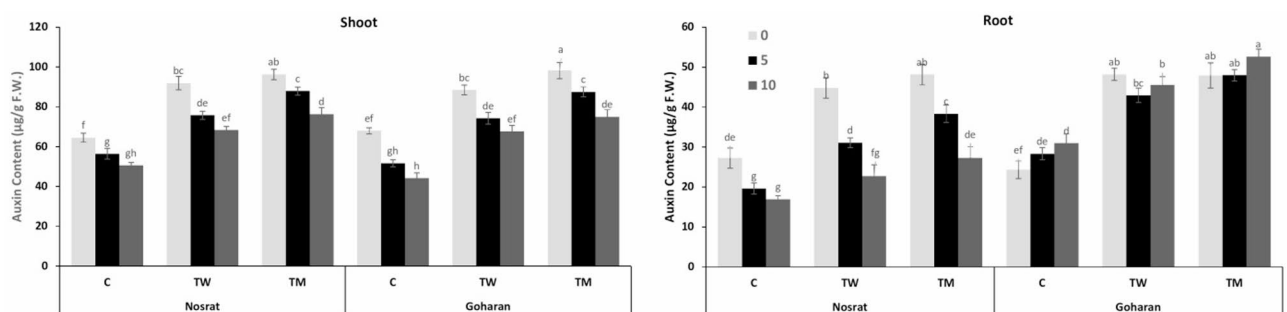 Shoot
Auxin Content (µg/g F.W.)
120
100
80
60
40
20
0
f
g
gh
bc
de
ef
ab
c
d
ef
gh
h
bc
de
ef
a
c
de
C
TW
TM
C
TW
TM
Nosrat
Goharan
Root
Auxin Content (µg/g F.W.)
60
50
40
30
20
10
0
0
5
10
g
g
b
d
fg
ab
c
de
ef
de
d
ab
bc
b
ab
ab
a
de
C
TW
TM
C
TW
TM
Nosrat
Goharan